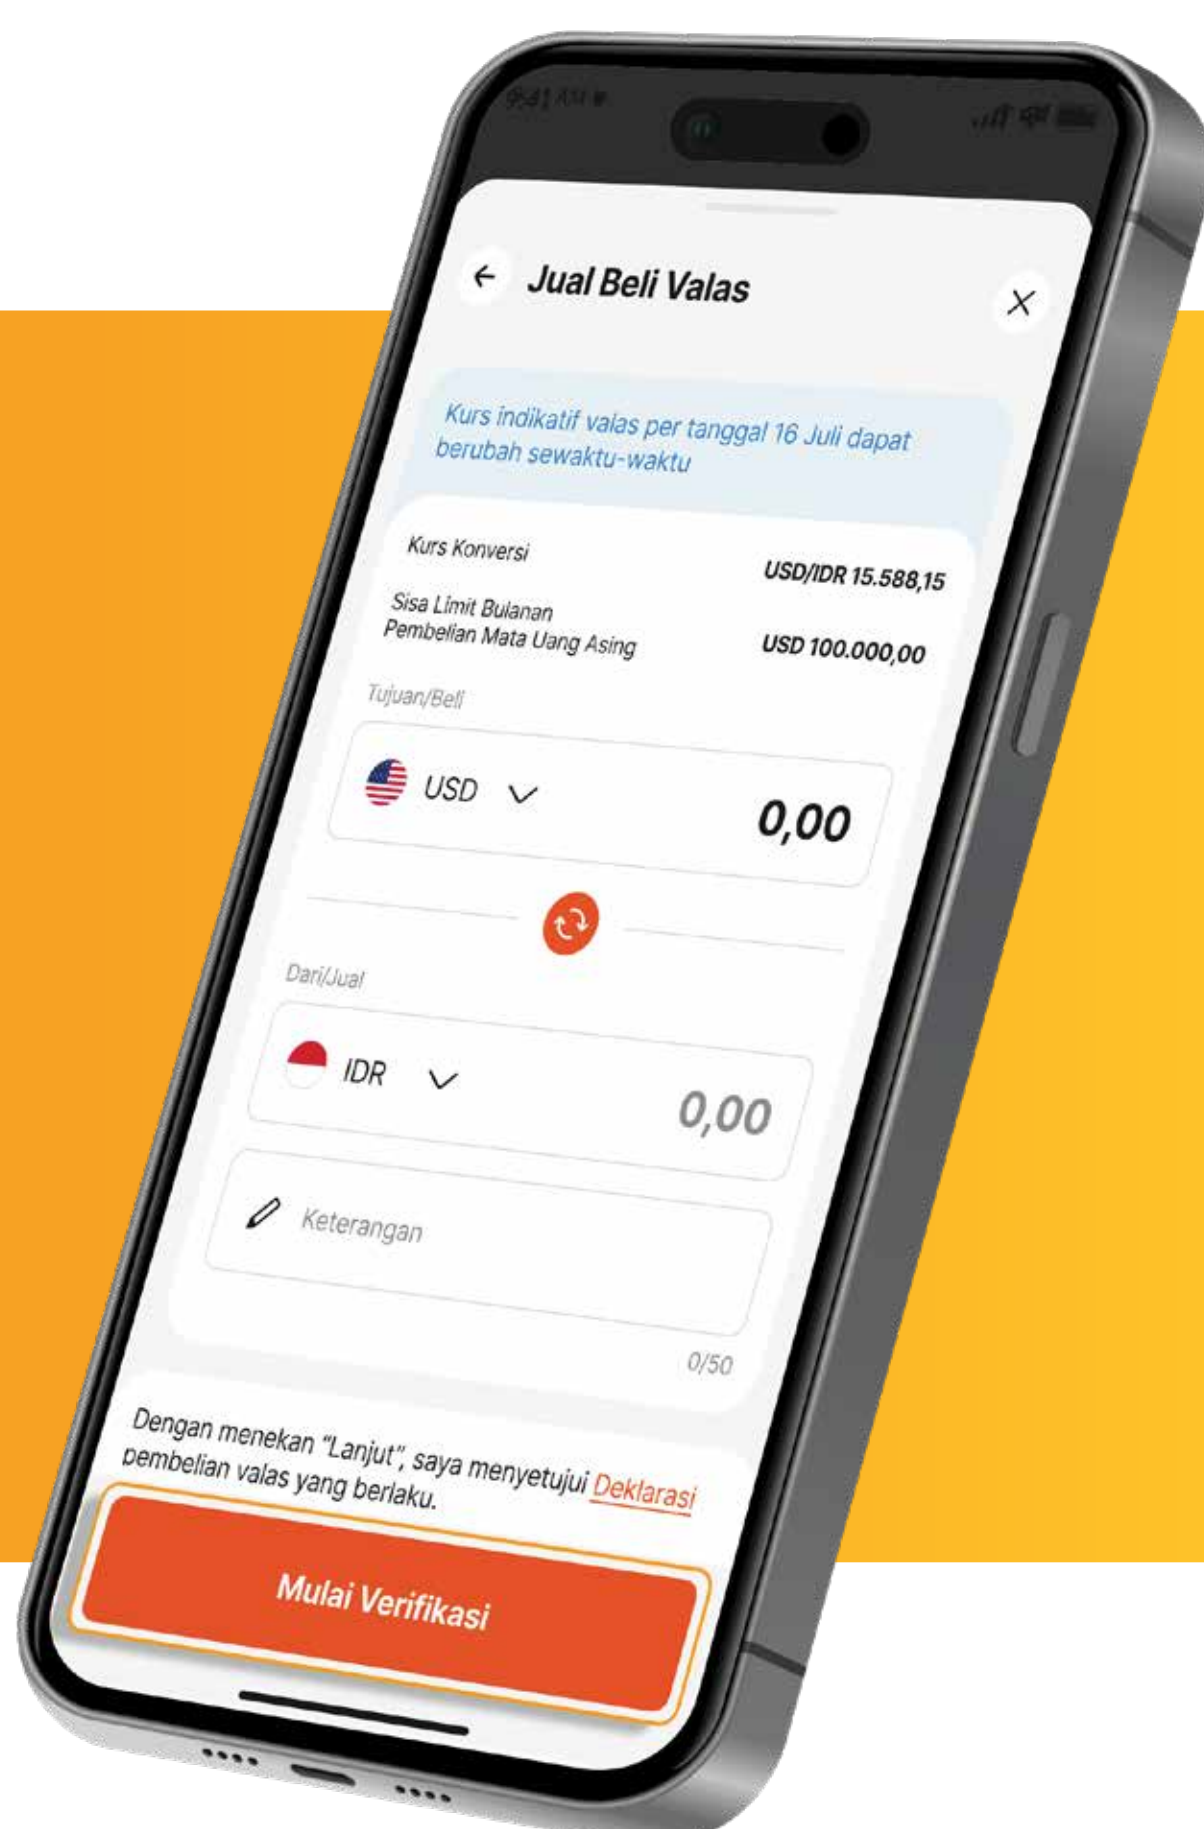 9:41 AM
Jual Beli Valas
Kurs indikatif valas per tanggal 16 Juli dapat
berubah sewaktu-waktu
Kurs Konversi
USD/IDR 15.588,15
Sisa Limit Bulanan
Pembelian Mata Uang Asing
USD 100.000,00
Tujuan/Beli
USD
0,00
Dari/Jual
IDR
0,00
Keterangan
0/50
Dengan menekan “Lanjut”, saya menyetujui Deklarasi
pembelian valas yang berlaku.
Mulai Verifikasi